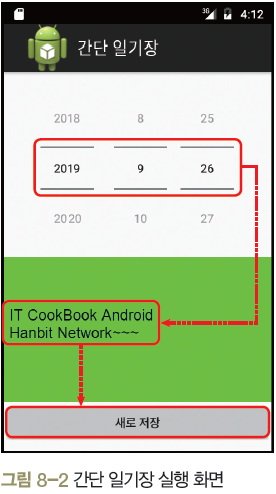 3G 4:12
간단 일기장
2018 8 25
2019 9 26
2020 10 27
IT CookBook Android
Hanbit Network~~~
새로 저장
그림 8-2 간단 일기장 실행 화면